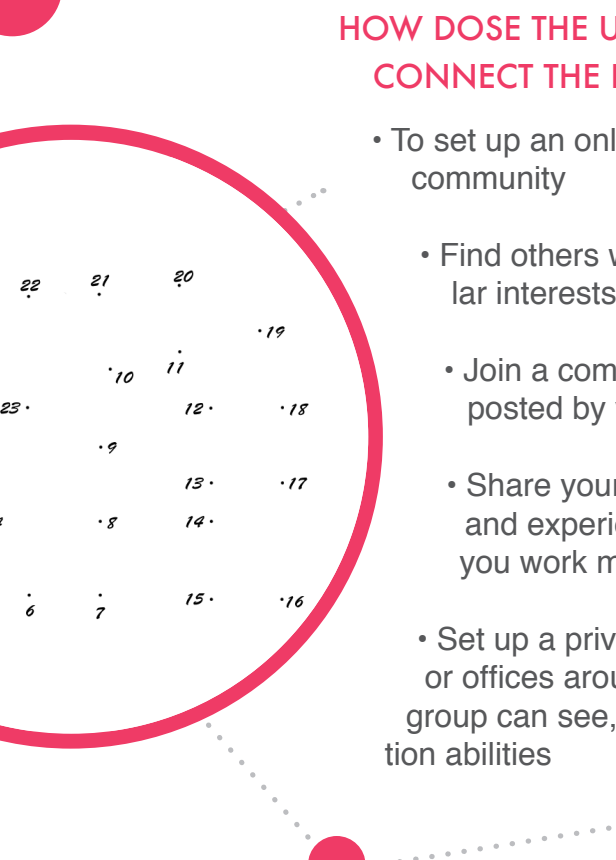 HOW DOSE THE U
CONNECT THE
• To set up an onl
community
• Find others w
lar interests
• Join a com
posted by
• Share your
and experi
you work m
• Set up a priv
or offices arou
group can see,
tion abilities
22 21 20
19
10 11
23 12 18
9
13 17
8 14
6 7 15 16